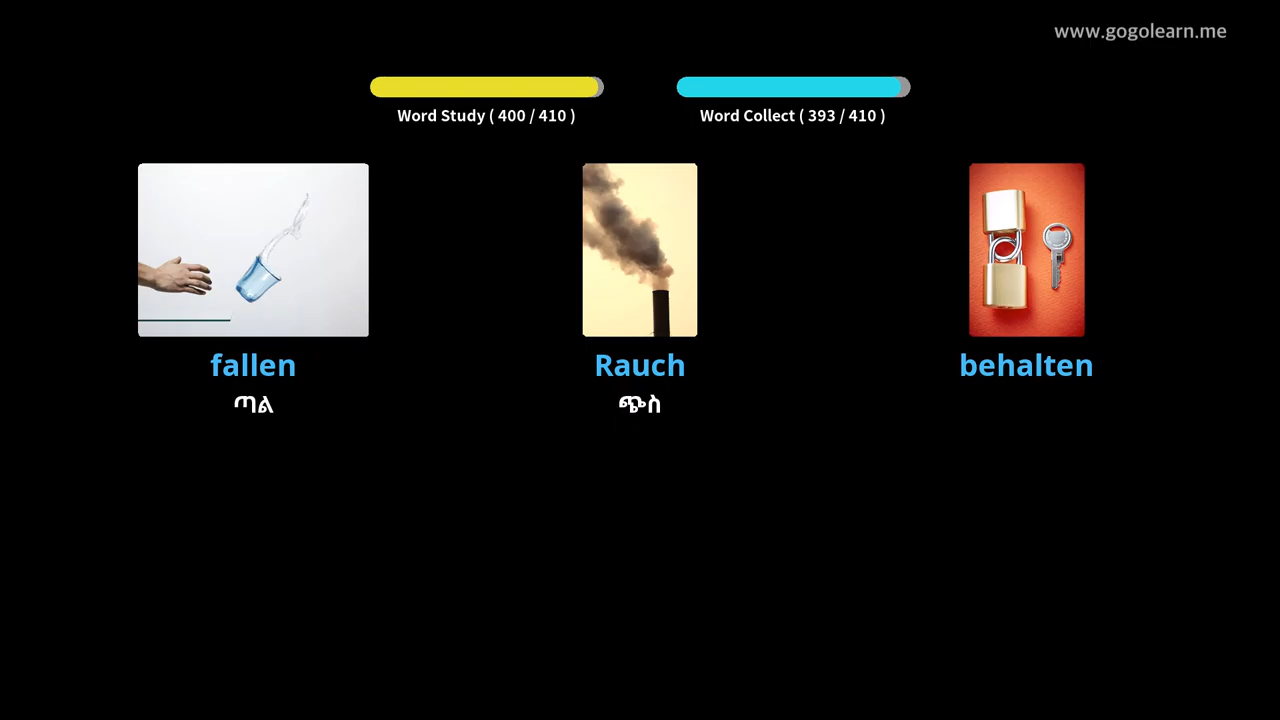 www.gogolearn.me
Word Study ( 400 / 410 )
Word Collect ( 393 / 410 )
fallen
ጣል
Rauch
ጭስ
behalten